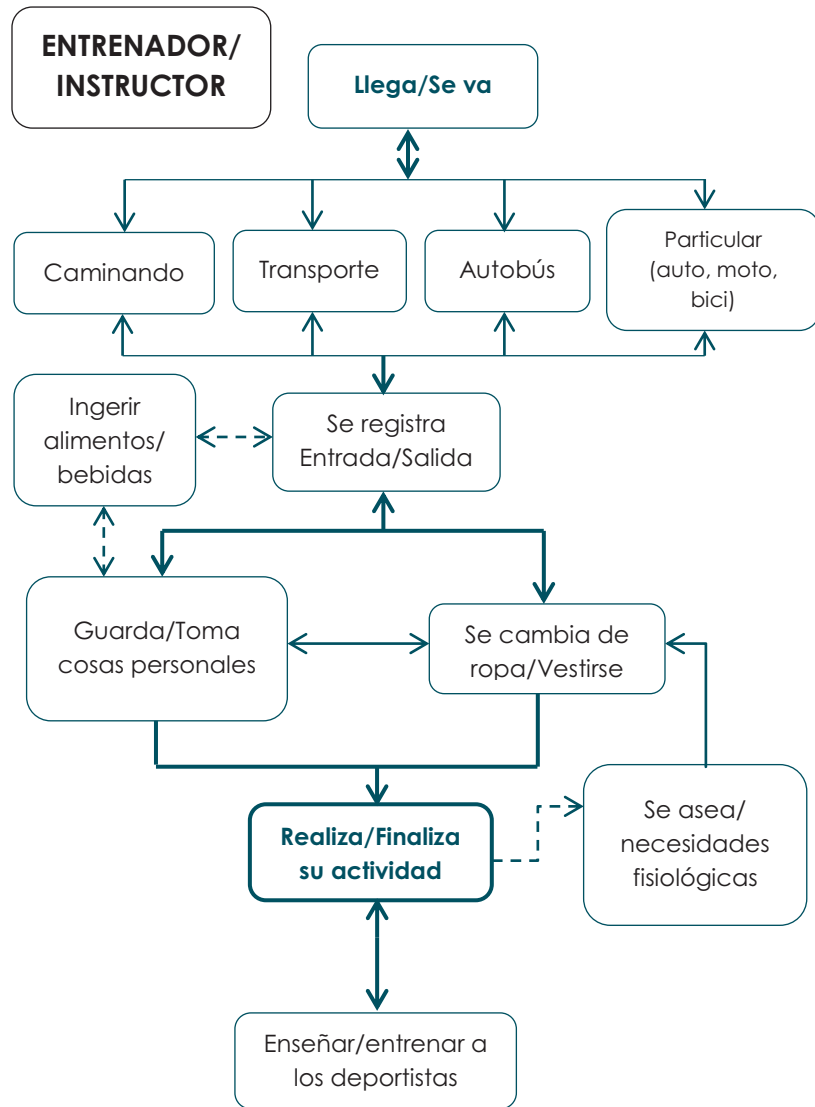 ENTRENADOR/
INSTRUCTOR
Llega/Se va
Caminando
Transporte
Autobús
Particular
(auto, moto,
bici)
Ingerir
alimentos/
bebidas
Se registra
Entrada/Salida
Guarda/Toma
cosas personales
Se cambia de
ropa/Vestirse
Realiza/Finaliza
su actividad
Se asea/
necesidades
fisiológicas
Enseñar/entrenar a
los deportistas